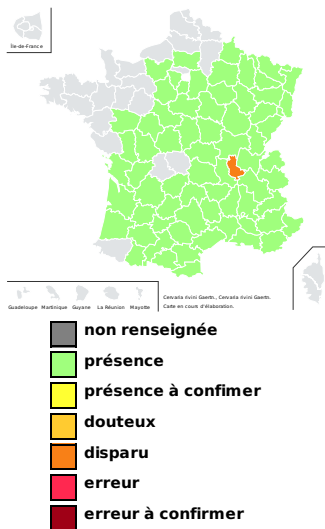 Île-de-France
Guadeloupe Martinique Guyane La Réunion Mayotte
Cervaria rivini Gaertn., Cervaria rivini Gaertn.
Carte en cours d'élaboration.
non renseignée
présence
présence à confimer
douteux
disparu
erreur
erreur à confirmer